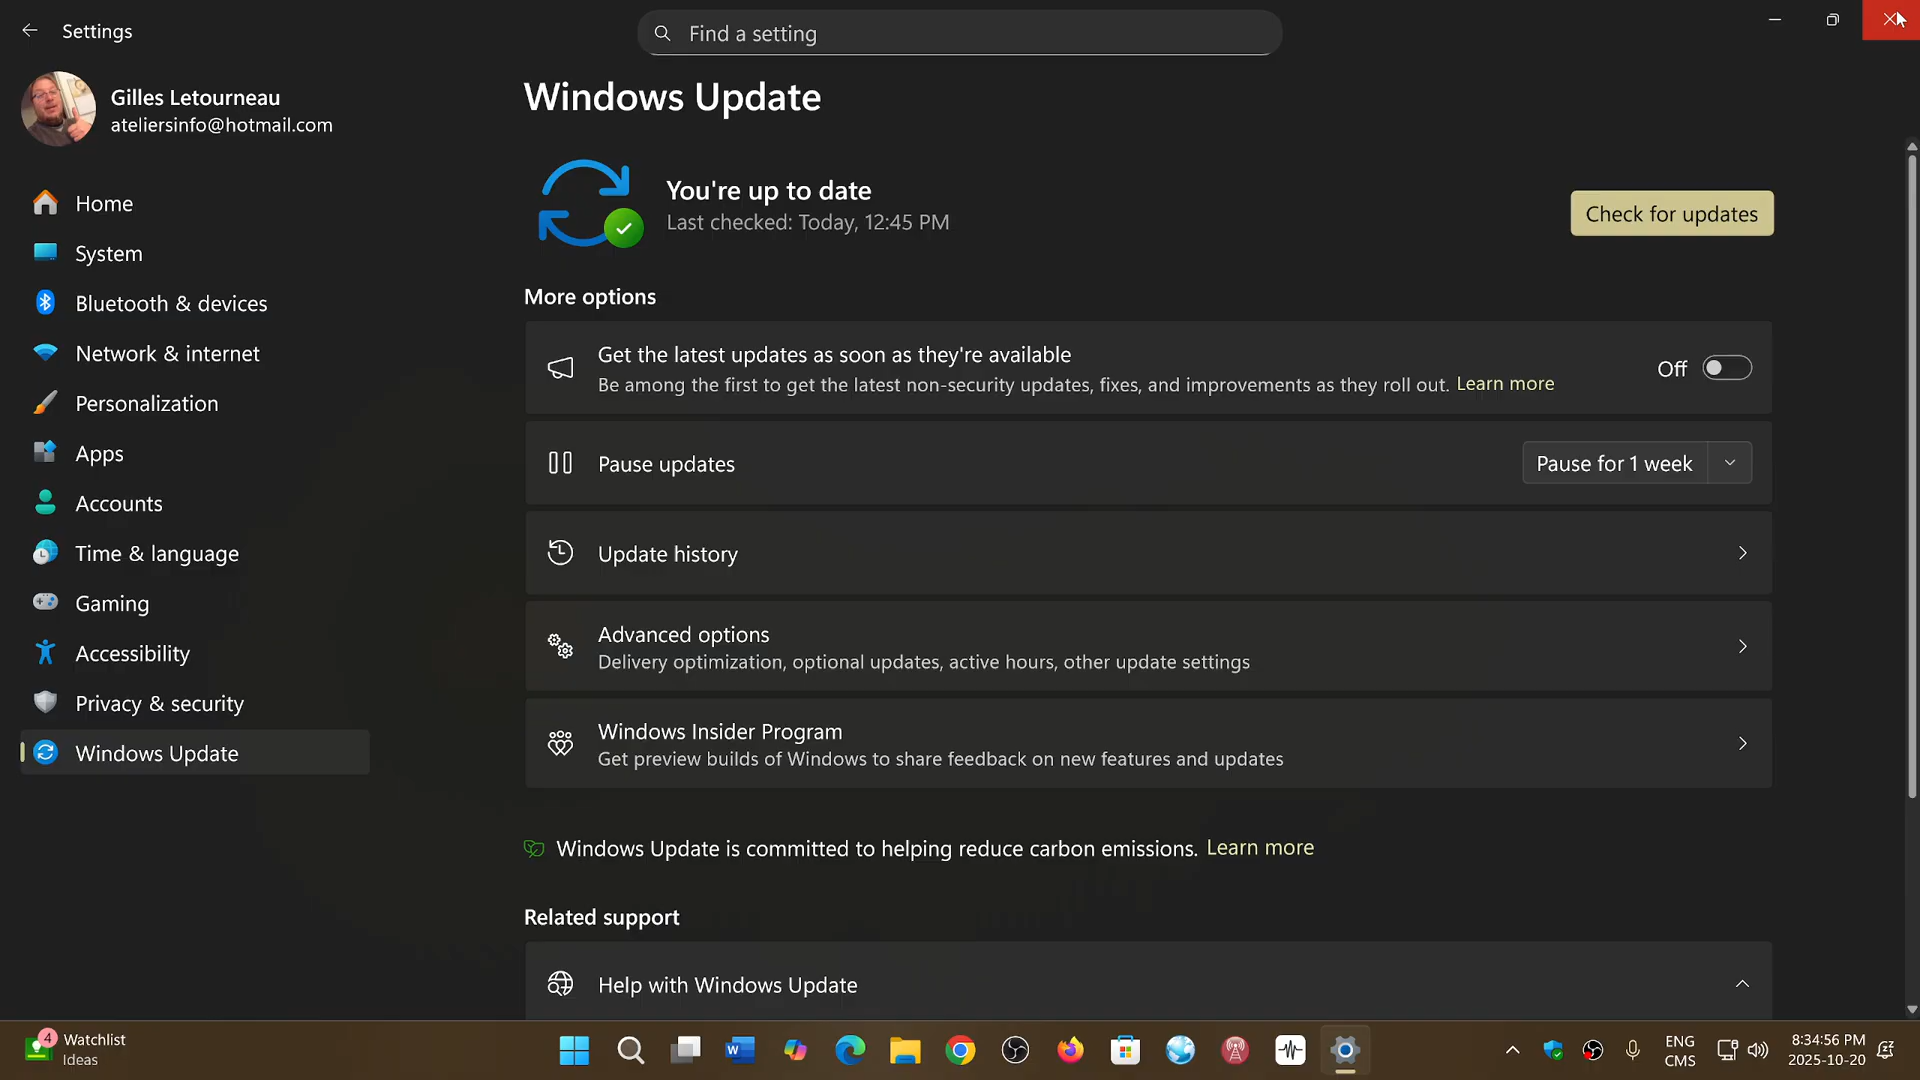 Settings
Find a setting
Gilles Letourneau
ateliersinfo@hotmail.com
Home
System
Bluetooth & devices
Network & internet
Personalization
Apps
Accounts
Time & language
Gaming
Accessibility
Privacy & security
Windows Update
Windows Update
You're up to date
Last checked: Today, 12:45 PM
Check for updates
More options
Get the latest updates as soon as they're available
Be among the first to get the latest non-security updates, fixes, and improvements as they roll out. Learn more
Off
Pause updates
Pause for 1 week
Update history
Advanced options
Delivery optimization, optional updates, active hours, other update settings
Windows Insider Program
Get preview builds of Windows to share feedback on new features and updates
Windows Update is committed to helping reduce carbon emissions. Learn more
Related support
Help with Windows Update
4
Watchlist
Ideas
W
ENG
CMS
8:34:56 PM
2025-10-20